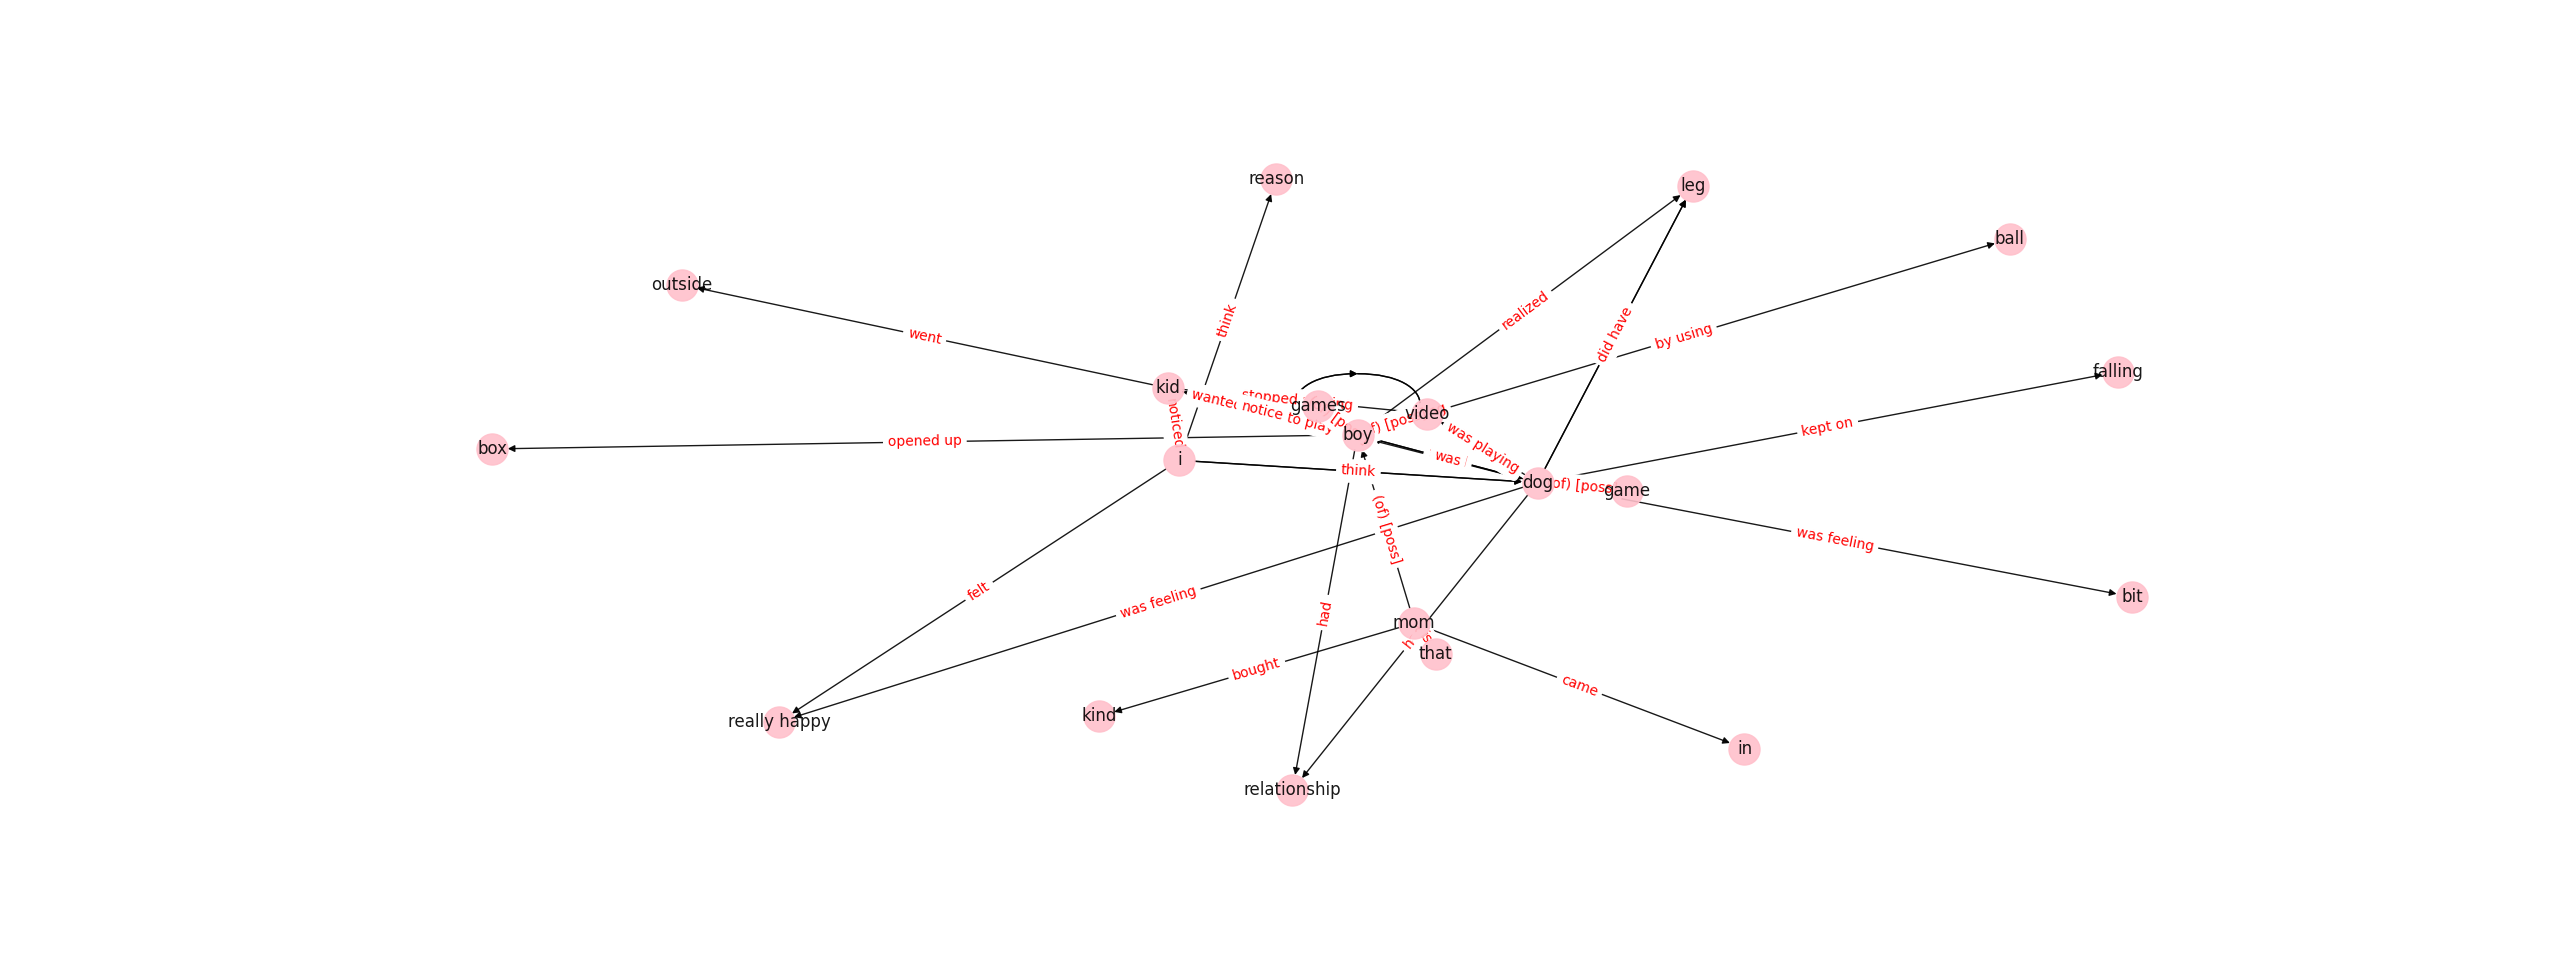 reason
leg
ball
outside
think
realized
did have
by using
went
falling
kid
wanted
notice to play
games
video
noticed
boy
was playing
kept on
opened up
box
i
was
think
dog
of) [poss
game
(of) [poss]
was feeling
felt
was feeling
bit
had
mom
that
bought
came
kind
really happy
in
relationship